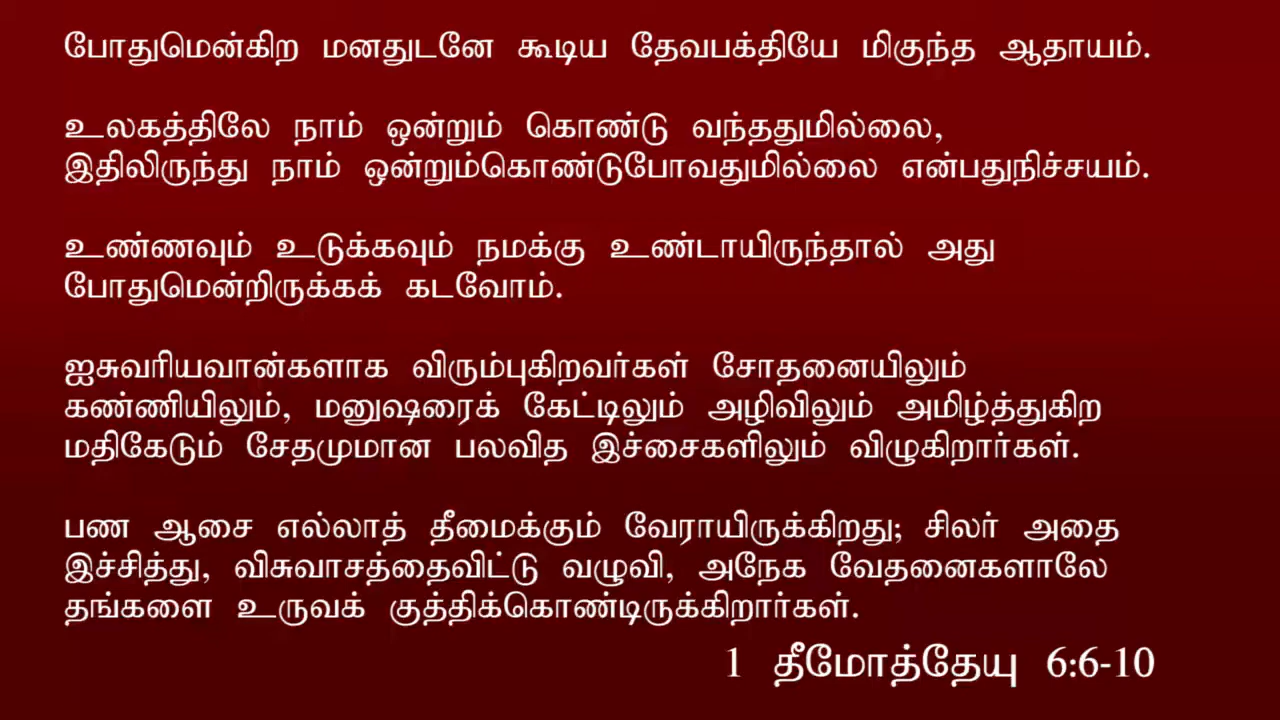 போதுமென்கிற மனதுடனே கூடிய தேவபக்தியே மிகுந்த ஆதாயம்.
உலகத்திலே நாம் ஒன்றும் கொண்டு வந்ததுமில்லை,
இதிலிருந்து நாம் ஒன்றும்கொண்டுபோவதுமில்லை என்பதுநிச்சயம்.
உண்ணவும் உடுக்கவும் நமக்கு உண்டாயிருந்தால் அது
போதுமென்றிருக்கக் கடவோம்.
ஐசுவரியவான்களாக விரும்புகிறவர்கள் சோதனையிலும்
கண்ணியிலும், மனுஷரைக் கேட்டிலும் அழிவிலும் அமிழ்த்துகிற
மதிகேடும் சேதமுமான பலவித இச்சைகளிலும் விழுகிறார்கள்.
பண ஆசை எல்லாத் தீமைக்கும் வேராயிருக்கிறது; சிலர் அதை
இச்சித்து, விசுவாசத்தைவிட்டு வழுவி, அநேக வேதனைகளாலே
தங்களை உருவக் குத்திக்கொண்டிருக்கிறார்கள்.
1 தீமோத்தேயு 6:6-10